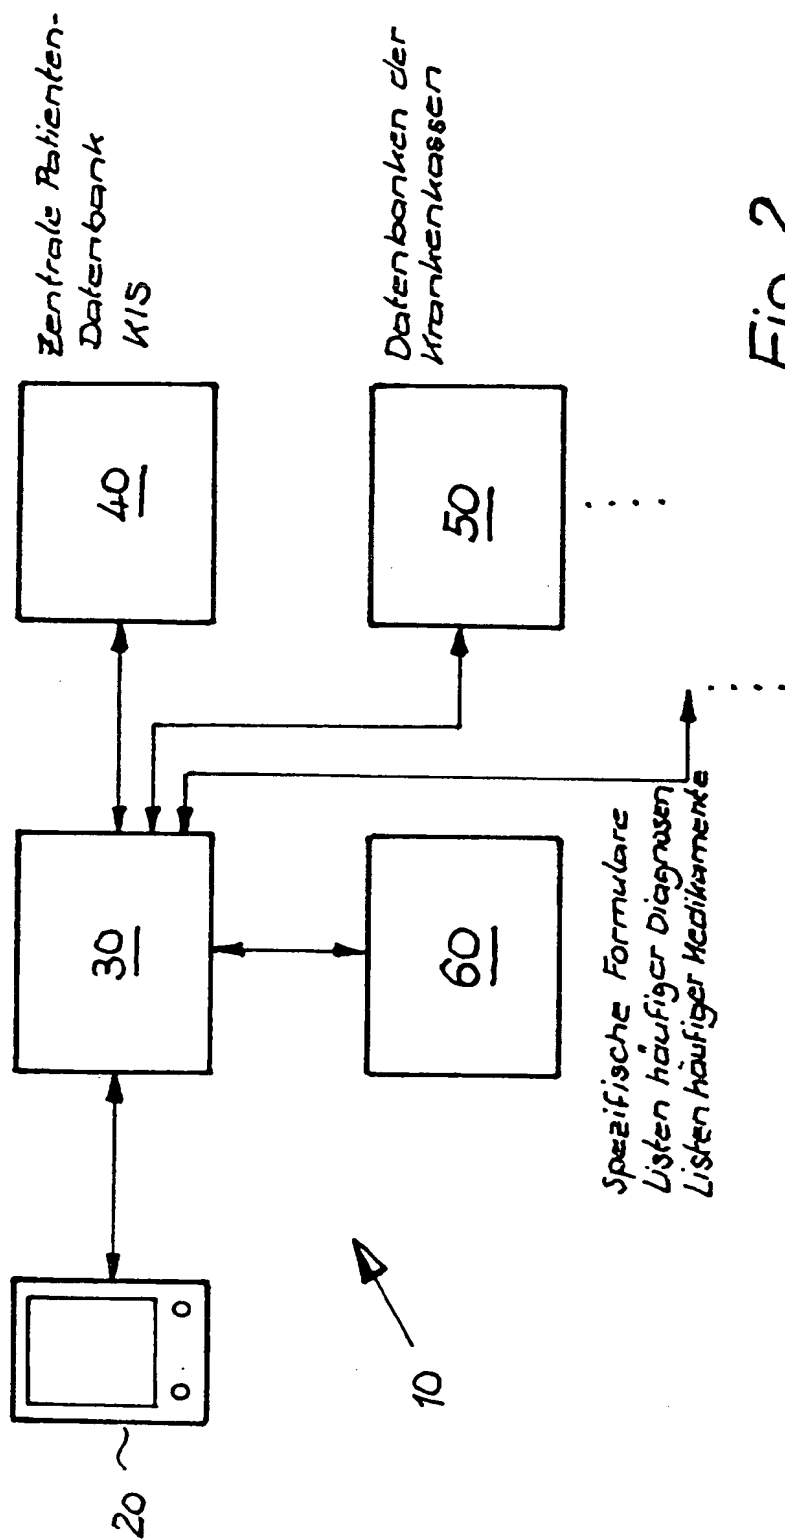 Zentrale Patienten-
Datenbank
KIS
40
Datenbanken der
Krankenkassen
50
30
60
Spezifische Formulare
Listen häufiger Diagnosen
Listen häufiger Medikamente
20
10
Fig. 2